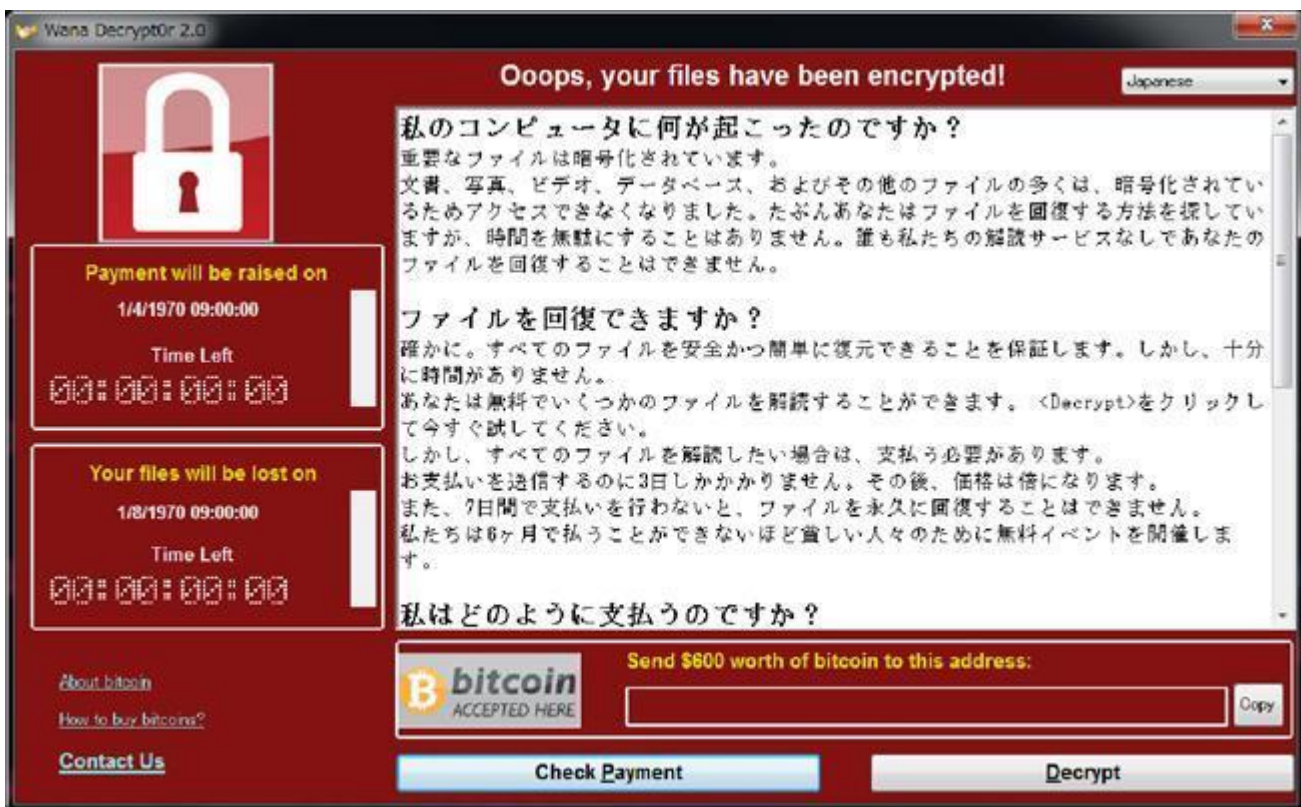 Wana Decrypt0r 2.0
Ooops, your files have been encrypted!
Japanese
Payment will be raised on
1/4/1970 09:00:00
Time Left
00:00:00:00
Your files will be lost on
1/8/1970 09:00:00
Time Left
00:00:00:00
About bitcoin
How to buy bitcoins?
Contact Us
私のコンピュータに何が起こったのですか?
重要なファイルは暗号化されています。
文書、写真、ビデオ、データベース、およびその他のファイルの多くは、暗号化されてい
るためアクセスできなくなりました。たぶんあなたはファイルを回復する方法を探してい
ますが、時間を無駄にすることはありません。誰も私たちの解読サービスなしであなたの
ファイルを回復することはできません。
ファイルを回復できますか?
確かに。すべてのファイルを安全かつ簡単に復元できることを保証します。しかし、十分
に時間がありません。
あなたは無料でいくつかのファイルを解読することができます。 <Decrypt>をクリックし
て今すぐ試してください。
しかし、すべてのファイルを解読したい場合は、支払う必要があります。
お支払いを送信するのに3日しかかかりません。その後、価格は倍になります。
また、7日間で支払いを行わないと、ファイルを永久に回復することはできません。
私たちは6ヶ月で払うことができないほど貧しい人々のために無料イベントを開催しま
す。
私はどのように支払うのですか?
bitcoin
ACCEPTED HERE
Send $600 worth of bitcoin to this address:
Copy
Check Payment
Decrypt